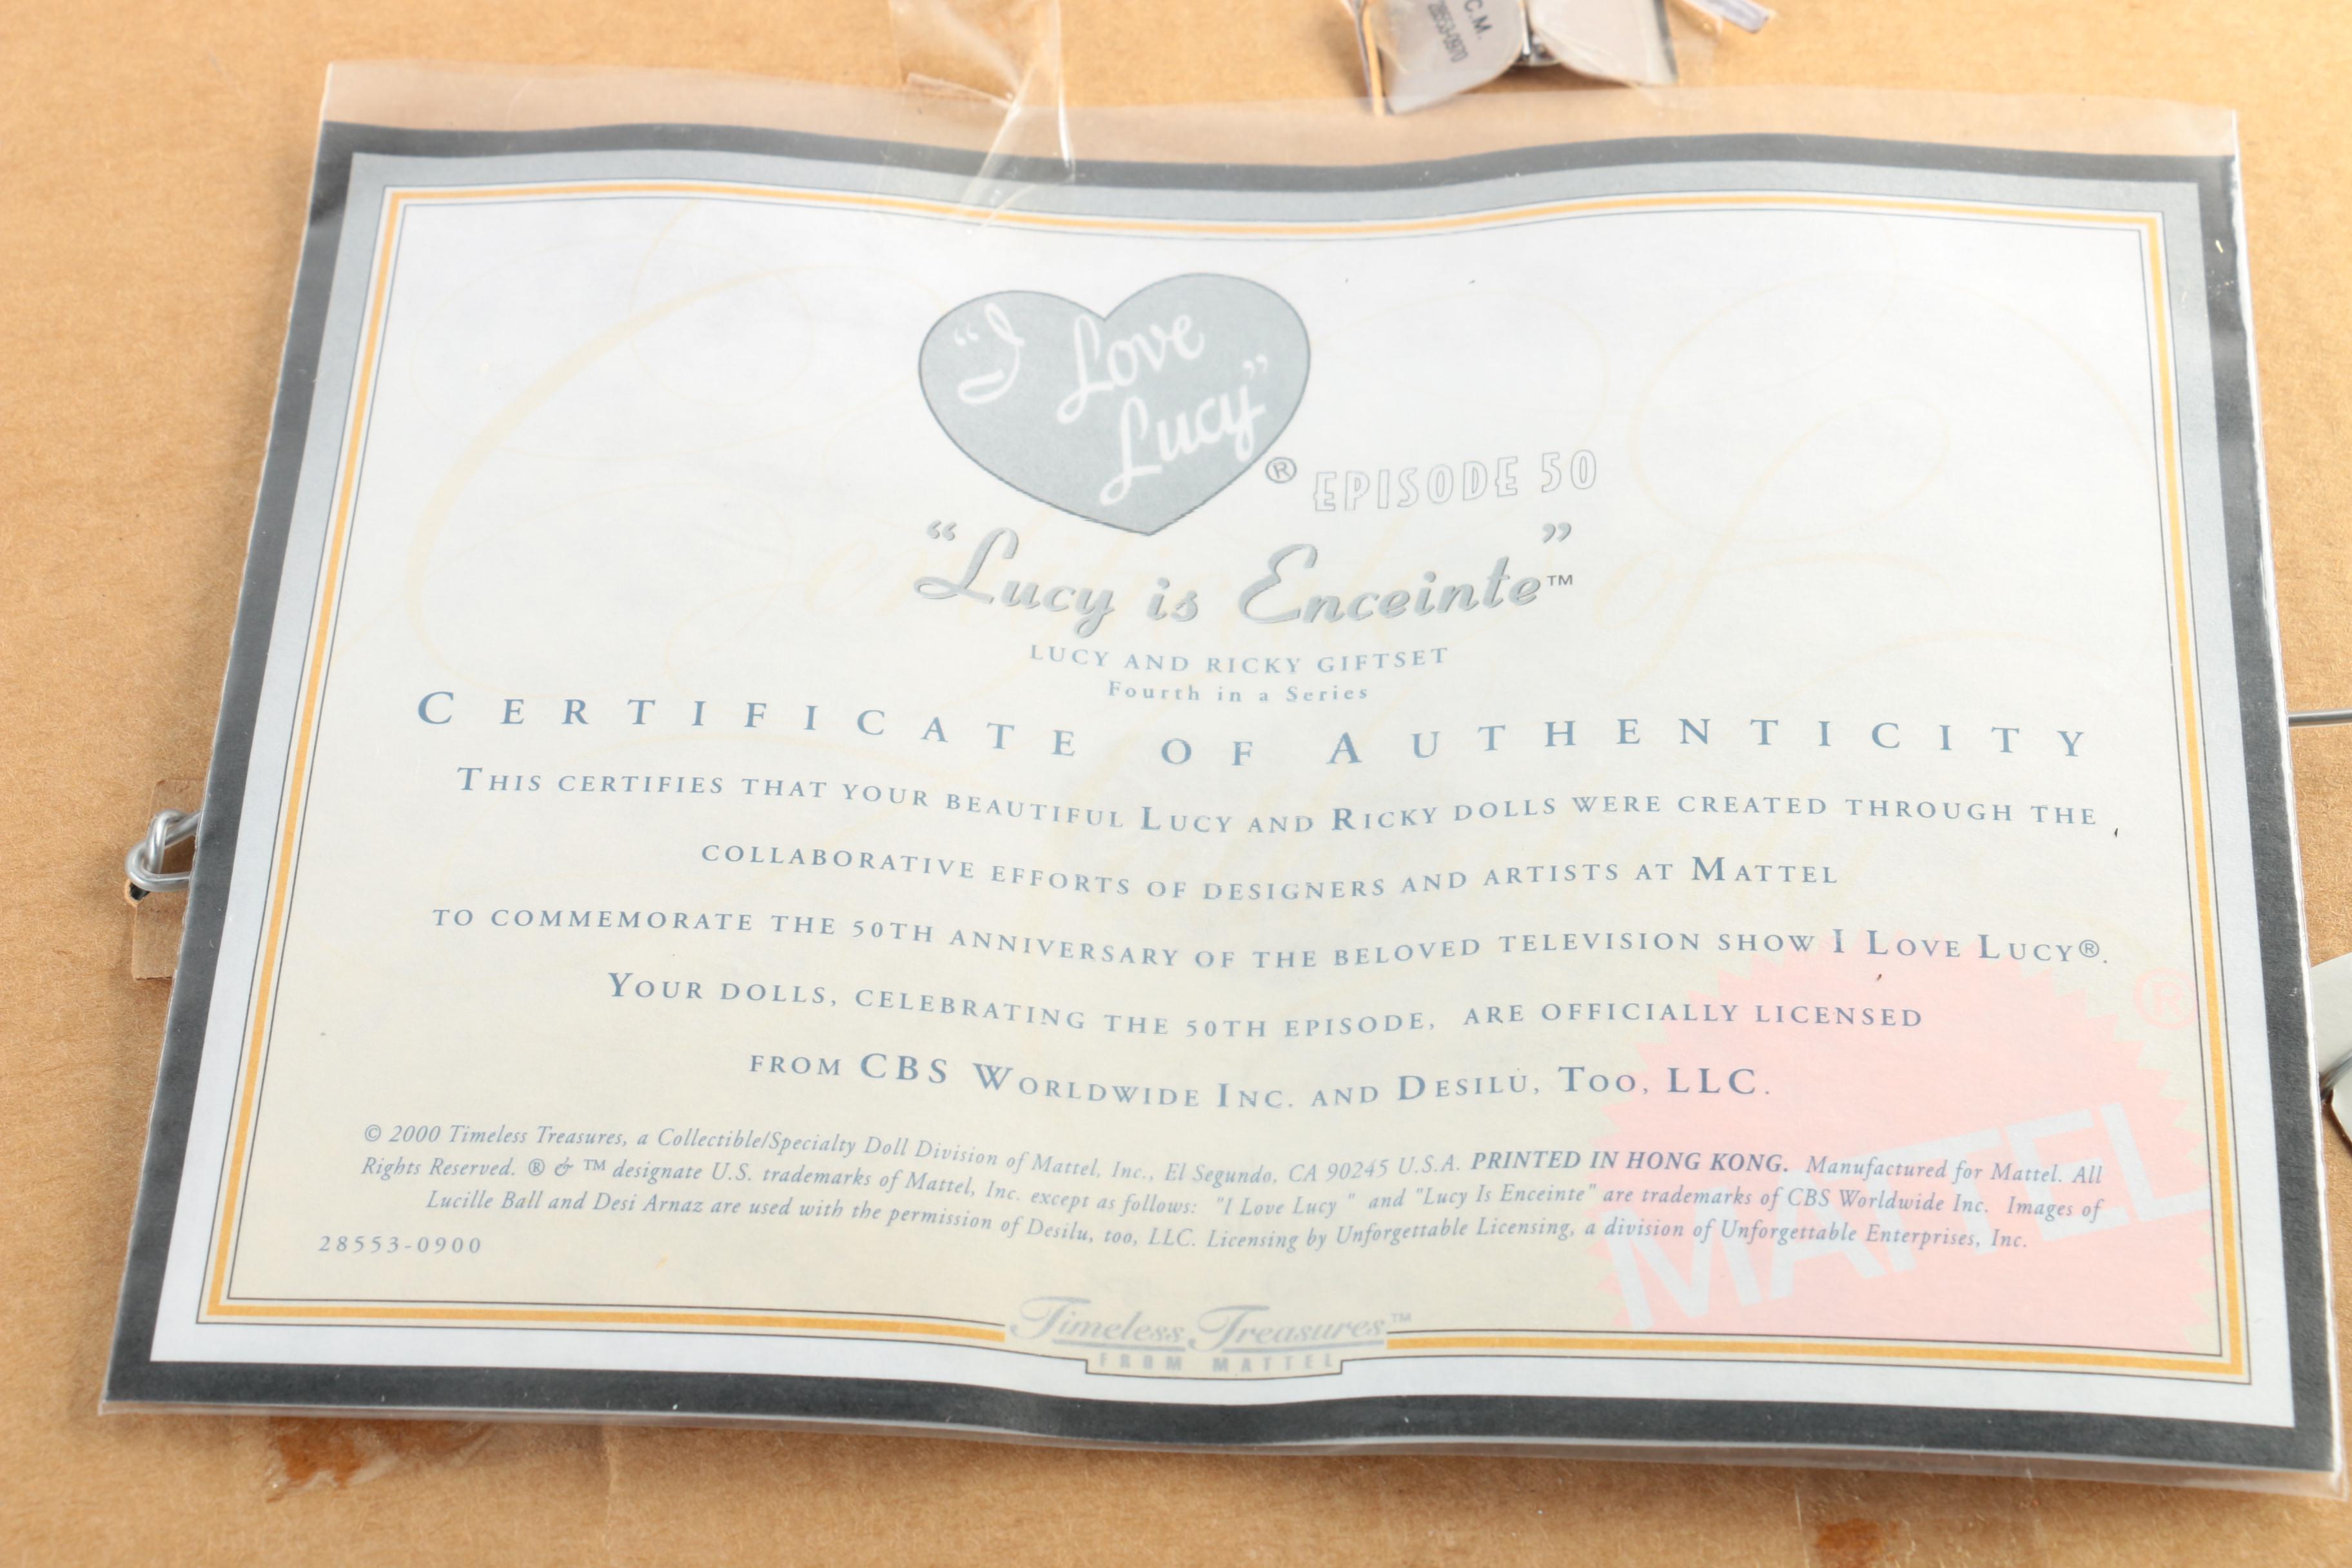 C.M.
28553-0970
"I Love
Lucy"®
EPISODE 50
"Lucy is Enceinte"™
LUCY AND RICKY GIFTSET
Fourth in a Series
CERTIFICATE OF AUTHENTICITY
THIS CERTIFIES THAT YOUR BEAUTIFUL LUCY AND RICKY DOLLS WERE CREATED THROUGH THE
COLLABORATIVE EFFORTS OF DESIGNERS AND ARTISTS AT MATTEL
TO COMMEMORATE THE 50TH ANNIVERSARY OF THE BELOVED TELEVISION SHOW I LOVE LUCY®.
YOUR DOLLS, CELEBRATING THE 50TH EPISODE, ARE OFFICIALLY LICENSED
FROM CBS WORLDWIDE INC. AND DESILU, TOO, LLC.
© 2000 Timeless Treasures, a Collectible/Specialty Doll Division of Mattel, Inc., El Segundo, CA 90245 U.S.A. PRINTED IN HONG KONG. Manufactured for Mattel. All
Rights Reserved. ® & ™ designate U.S. trademarks of Mattel, Inc. except as follows: "I Love Lucy " and "Lucy Is Enceinte" are trademarks of CBS Worldwide Inc. Images of
Lucille Ball and Desi Arnaz are used with the permission of Desilu, too, LLC. Licensing by Unforgettable Licensing, a division of Unforgettable Enterprises, Inc.
28553-0900
MATTEL®
Timeless Treasures™
FROM MATTEL